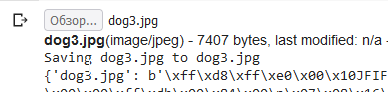 Обзор... dog3.jpg
dog3.jpg(image/jpeg) - 7407 bytes, last modified: n/a -
Saving dog3.jpg to dog3.jpg
{'dog3.jpg': b'\xff\xd8\xff\xe0\x00\x10JFIF